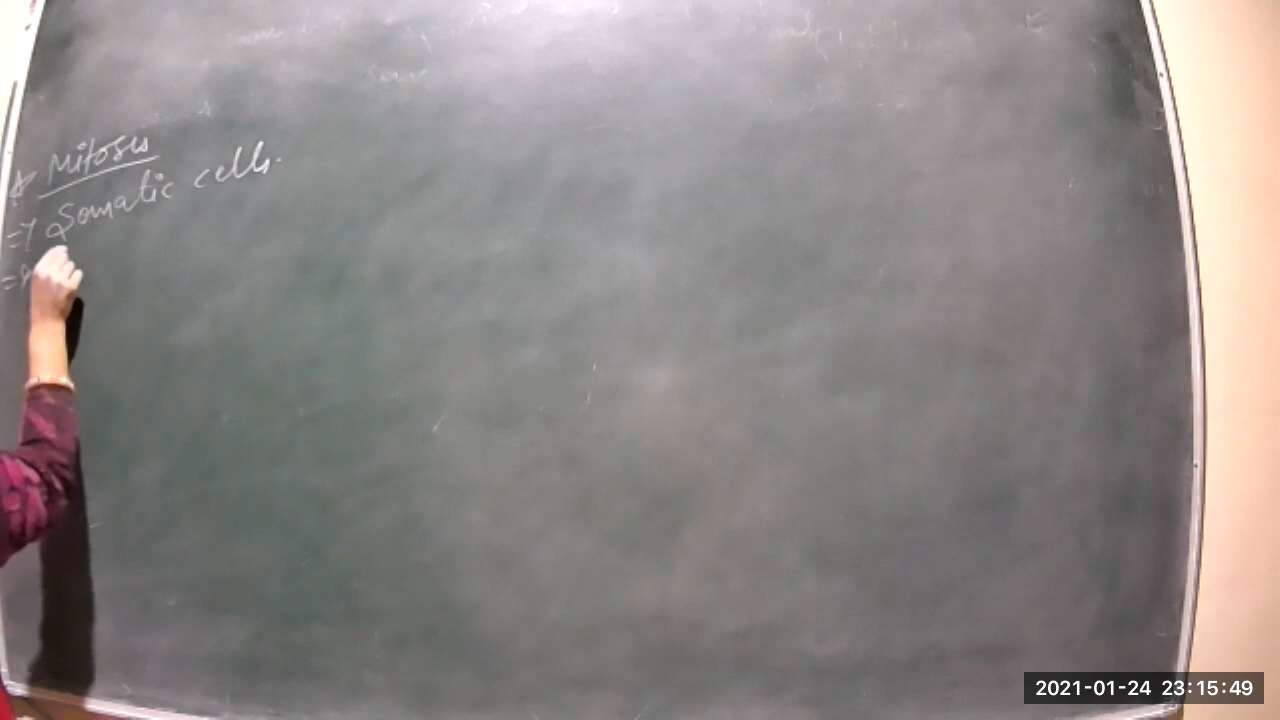 * Mitosis
=> Somatic cells.
=>
2021-01-24 23:15:49